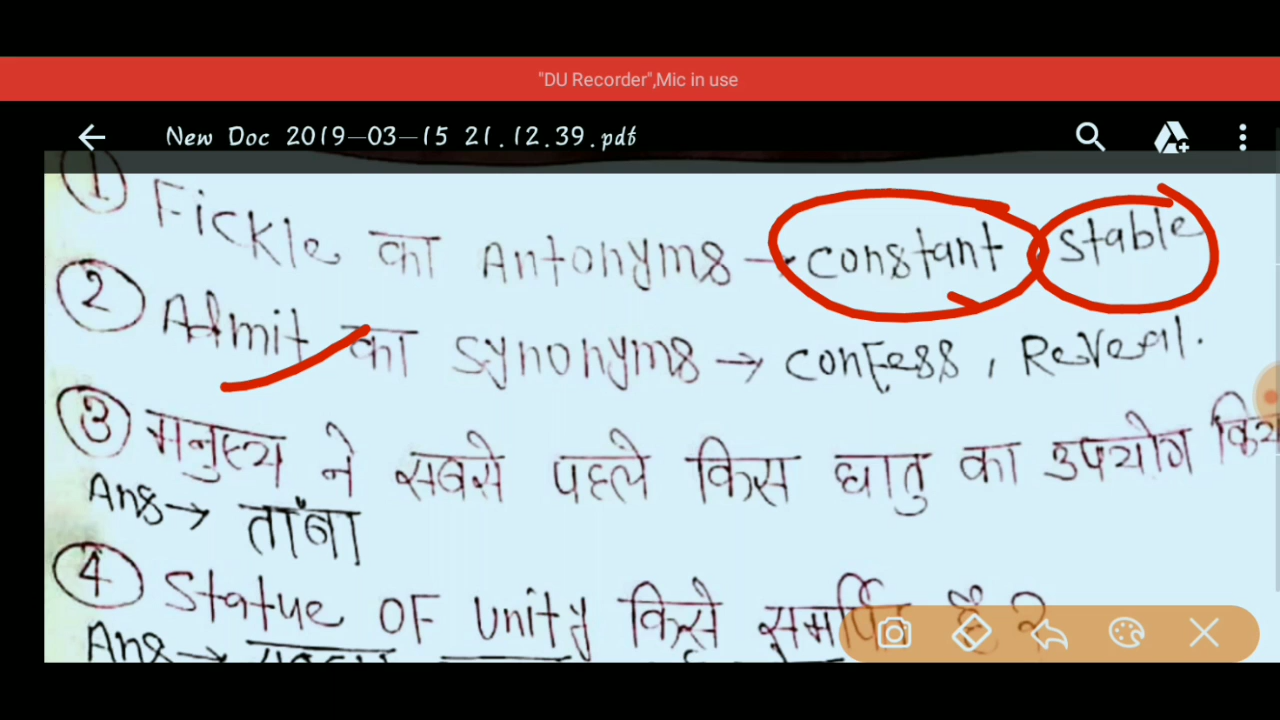 "DU Recorder",Mic in use
New Doc 2019-03-15 21.12.39.pdf
1 Fickle का Antonyms → constant stable
2 Admit का synonyms → confess, Reveal.
3 मनुस्य ने सबसे पहले किस धातु का उपयोग
Ans → ताँबा
4 Statue OF unity किसे समर्पि है ?
Ans →